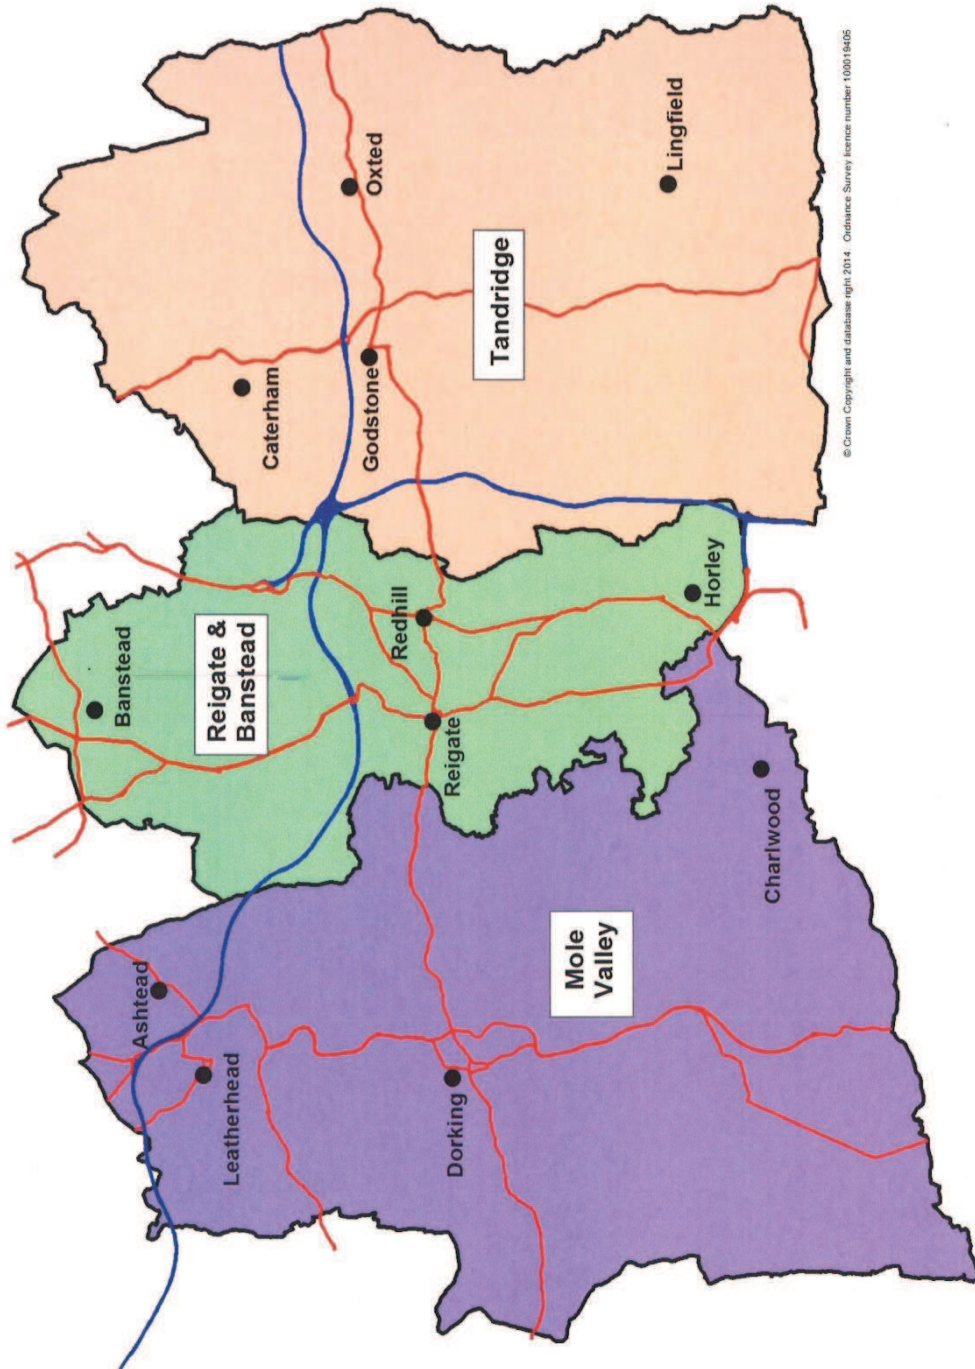 Banstead
Reigate &
Banstead
Ashtead
Leatherhead
Caterham
Oxted
Godstone
Redhill
Reigate
Dorking
Tandridge
Mole
Valley
Lingfield
Horley
Charlwood
© Crown Copyright and database right 2014 Ordnance Survey licence number 100019405